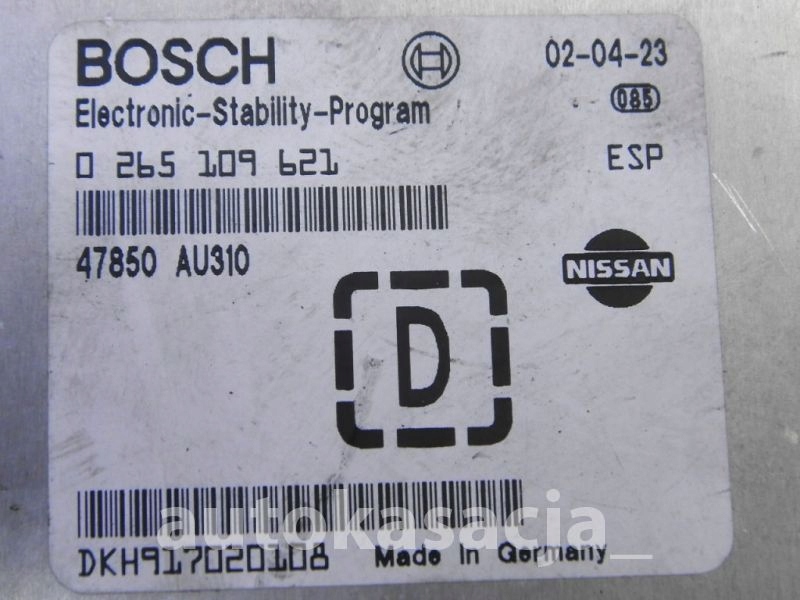 BOSCH 02-04-23
Electronic-Stability-Program 085
0 265 109 621 ESP
47850 AU310
NISSAN
D
autokasacja_
DKH917020108 Made in Germany